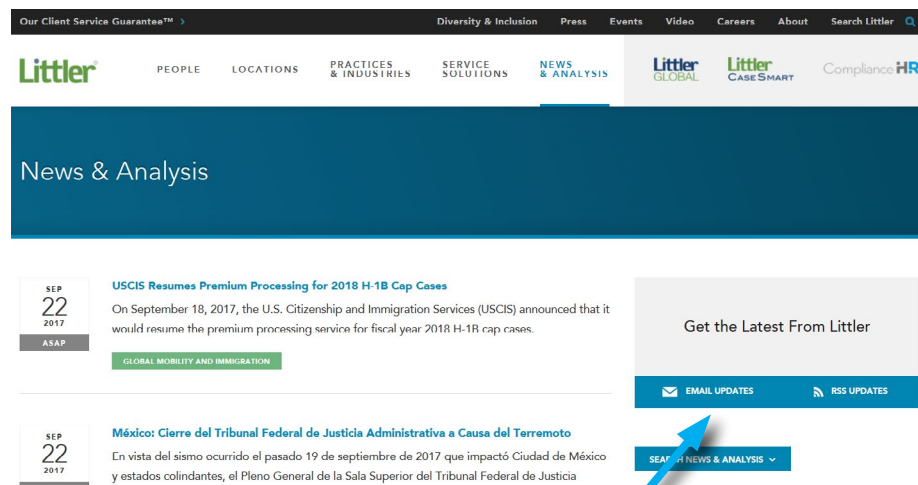 Our Client Service Guarantee™ >
Diversity & Inclusion Press Events Video Careers About Search Littler
Littler®
PEOPLE LOCATIONS PRACTICES & INDUSTRIES SERVICE SOLUTIONS NEWS & ANALYSIS
Littler GLOBAL
Littler CASESMART
Compliance HR
News & Analysis
SEP
22
2017
ASAP
USCIS Resumes Premium Processing for 2018 H-1B Cap Cases
On September 18, 2017, the U.S. Citizenship and Immigration Services (USCIS) announced that it
would resume the premium processing service for fiscal year 2018 H-1B cap cases.
GLOBAL MOBILITY AND IMMIGRATION
SEP
22
2017
México: Cierre del Tribunal Federal de Justicia Administrativa a Causa del Terremoto
En vista del sismo ocurrido el pasado 19 de septiembre de 2017 que impactó Ciudad de México
y estados colindantes, el Pleno General de la Sala Superior del Tribunal Federal de Justicia
Get the Latest From Littler
EMAIL UPDATES
RSS UPDATES
SEARCH NEWS & ANALYSIS